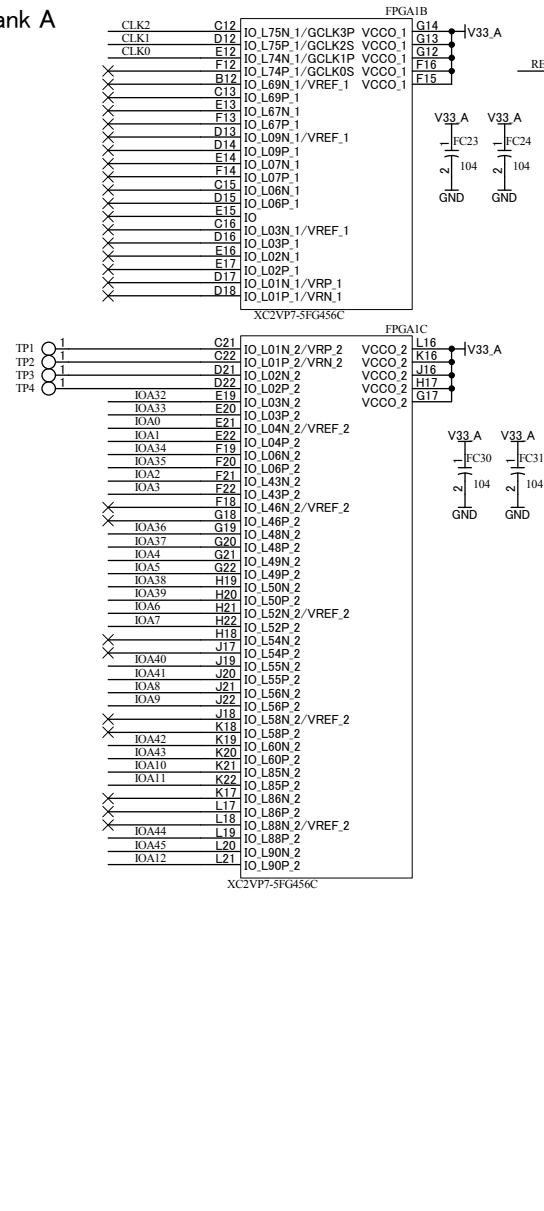 ank A
FPGA1B
CLK2 C12 IO_L75N_1/GCLK3P VCCO_1 G14
CLK1 D12 IO_L75P_1/GCLK2S VCCO_1 G13 V33_A
CLK0 E12 IO_L74N_1/GCLK1P VCCO_1 G12
F12 IO_L74P_1/GCLK0S VCCO_1 F16
B12 IO_L69N_1/VREF_1 VCCO_1 F15
RE
C13 IO_L69P_1
E13 IO_L67N_1
F13 IO_L67P_1
D13 IO_L09N_1/VREF_1
D14 IO_L09P_1
E14 IO_L07N_1
F14 IO_L07P_1
C15 IO_L06N_1
D15 IO_L06P_1
E15 IO
C16 IO_L03N_1/VREF_1
D16 IO_L03P_1
E16 IO_L02N_1
E17 IO_L02P_1
D17 IO_L01N_1/VRP_1
D18 IO_L01P_1/VRN_1
XC2VP7-5FG456C
V33_A V33_A
1 FC23 1 FC24
2 104 2 104
GND GND
FPGA1C
TP1 1 C21 IO_L01N_2/VRP_2 VCCO_2 L16
TP2 1 C22 IO_L01P_2/VRN_2 VCCO_2 K16 V33_A
TP3 1 D21 IO_L02N_2 VCCO_2 J16
TP4 1 D22 IO_L02P_2 VCCO_2 H17
IOA32 E19 IO_L03N_2 VCCO_2 G17
IOA33 E20 IO_L03P_2
IOA0 E21 IO_L04N_2/VREF_2
IOA1 E22 IO_L04P_2
IOA34 F19 IO_L06N_2
IOA35 F20 IO_L06P_2
IOA2 F21 IO_L43N_2
IOA3 F22 IO_L43P_2
F18 IO_L46N_2/VREF_2
G18 IO_L46P_2
IOA36 G19 IO_L48N_2
IOA37 G20 IO_L48P_2
IOA4 G21 IO_L49N_2
IOA5 G22 IO_L49P_2
IOA38 H19 IO_L50N_2
IOA39 H20 IO_L50P_2
IOA6 H21 IO_L52N_2/VREF_2
IOA7 H22 IO_L52P_2
H18 IO_L54N_2
J17 IO_L54P_2
IOA40 J19 IO_L55N_2
IOA41 J20 IO_L55P_2
IOA8 J21 IO_L56N_2
IOA9 J22 IO_L56P_2
J18 IO_L58N_2/VREF_2
K18 IO_L58P_2
IOA42 K19 IO_L60N_2
IOA43 K20 IO_L60P_2
IOA10 K21 IO_L85N_2
IOA11 K22 IO_L85P_2
K17 IO_L86N_2
L17 IO_L86P_2
L18 IO_L88N_2/VREF_2
IOA44 L19 IO_L88P_2
IOA45 L20 IO_L90N_2
IOA12 L21 IO_L90P_2
XC2VP7-5FG456C
V33_A V33_A
1 FC30 1 FC31
2 104 2 104
GND GND